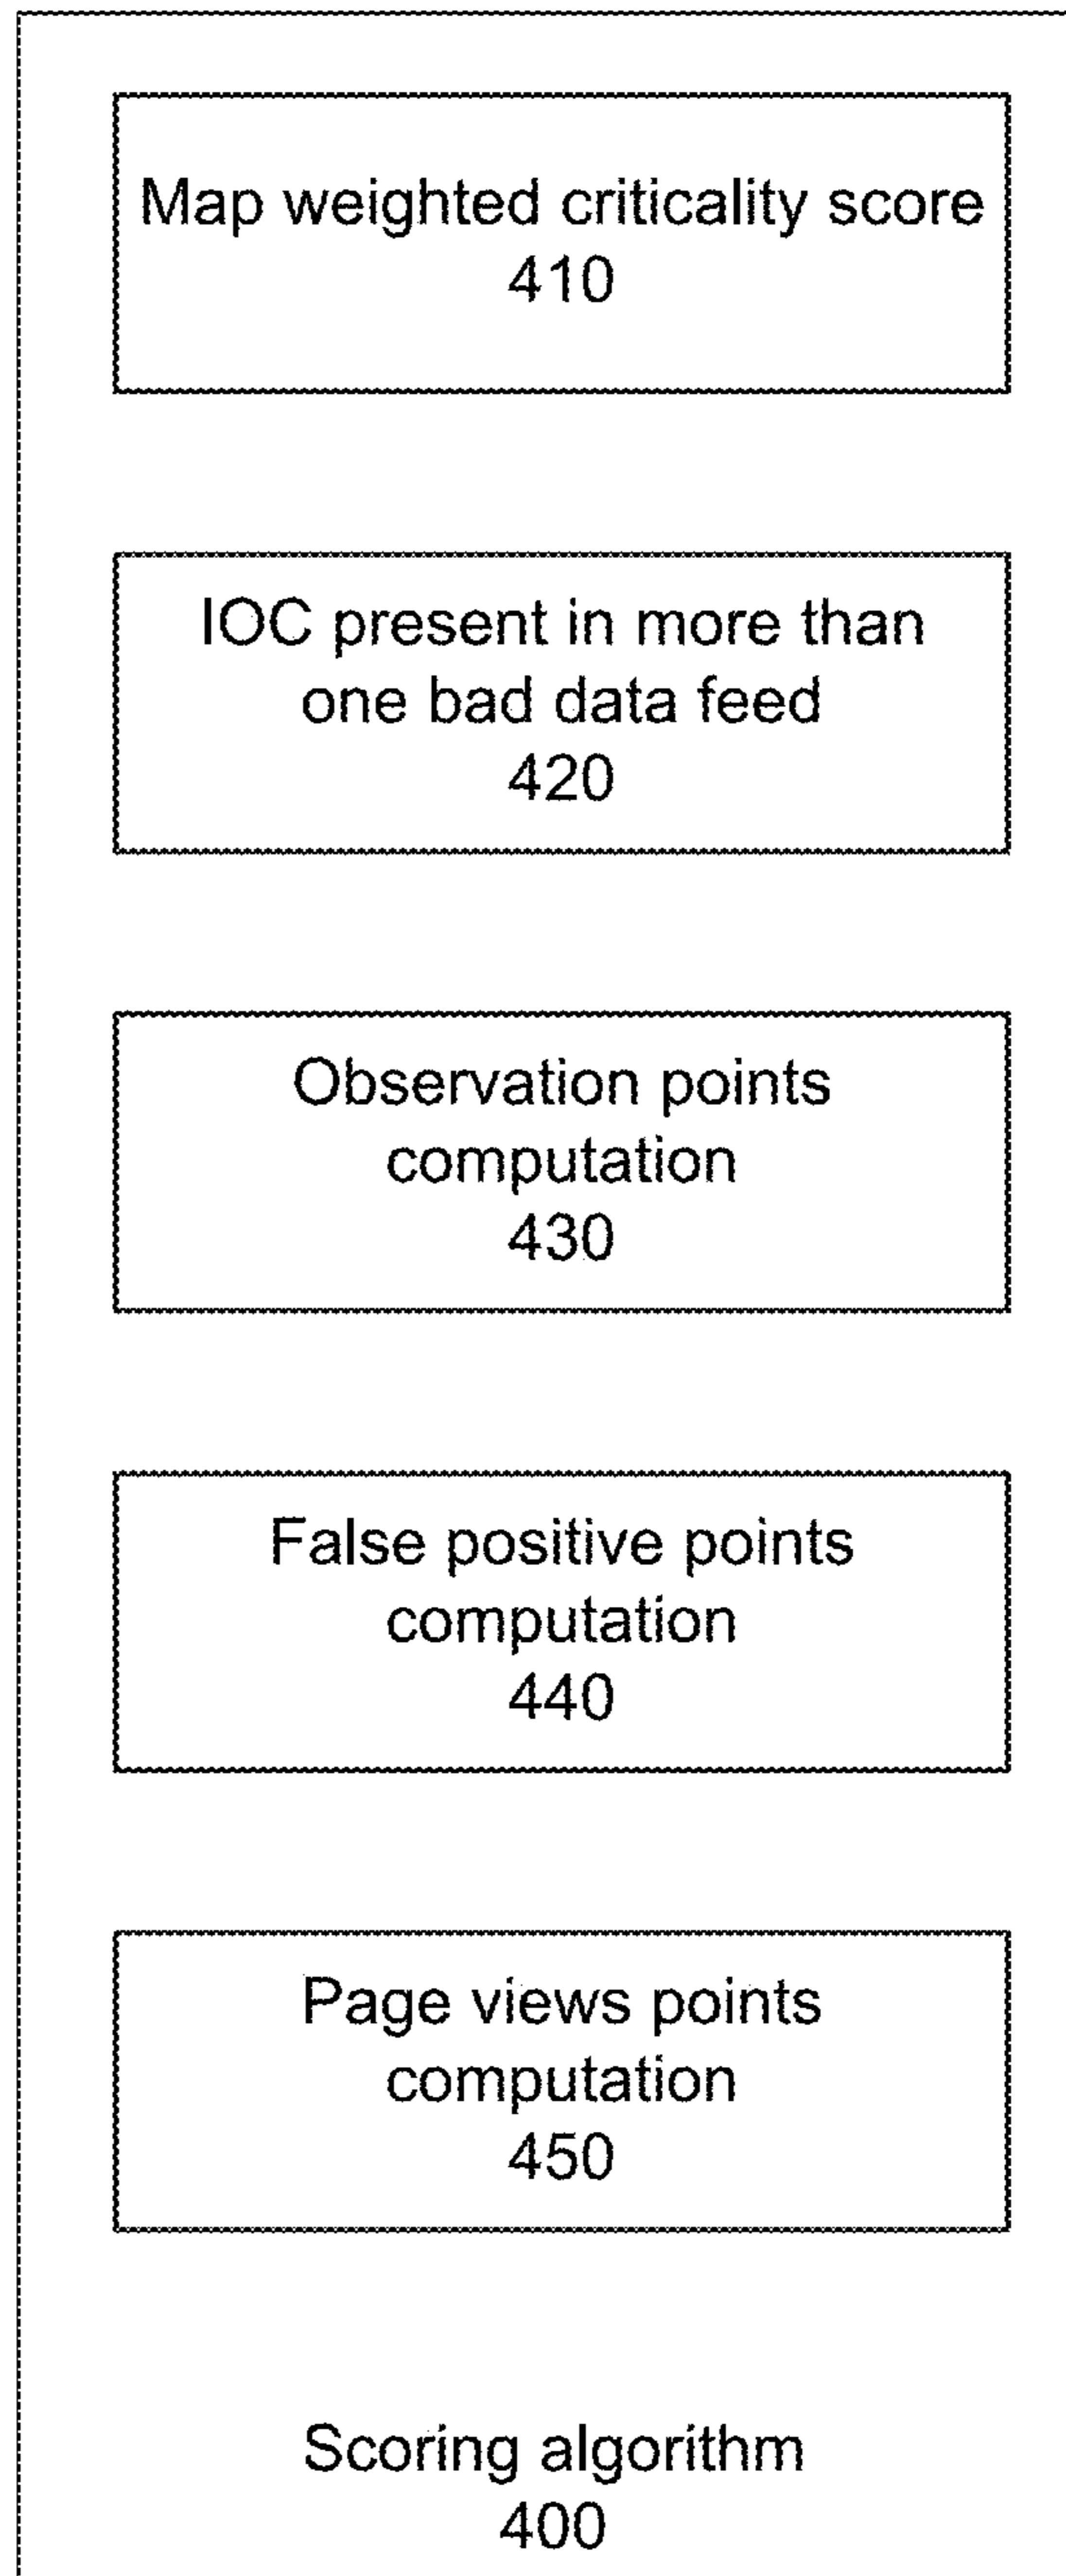 Map weighted criticality score
410
IOC present in more than
one bad data feed
420
Observation points
computation
430
False positive points
computation
440
Page views points
computation
450
Scoring algorithm
400